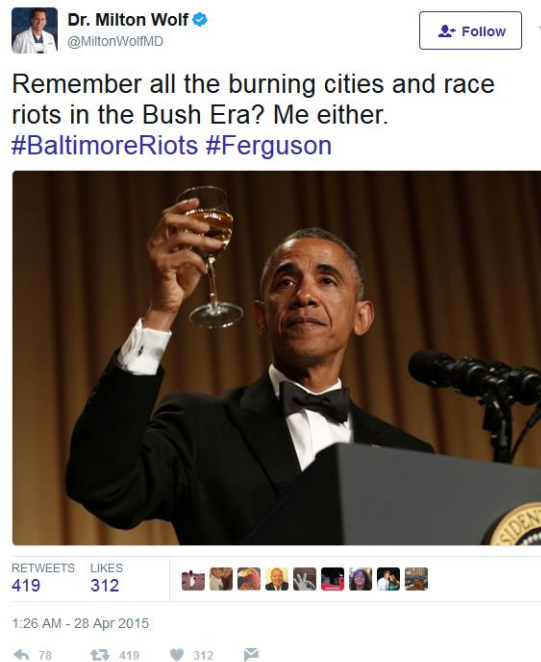 Dr. Milton Wolf
@MiltonWolfMD
Follow
Remember all the burning cities and race
riots in the Bush Era? Me either.
#BaltimoreRiots #Ferguson
SIDEN
RETWEETS LIKES
419 312
1:26 AM - 28 Apr 2015
78 419 312